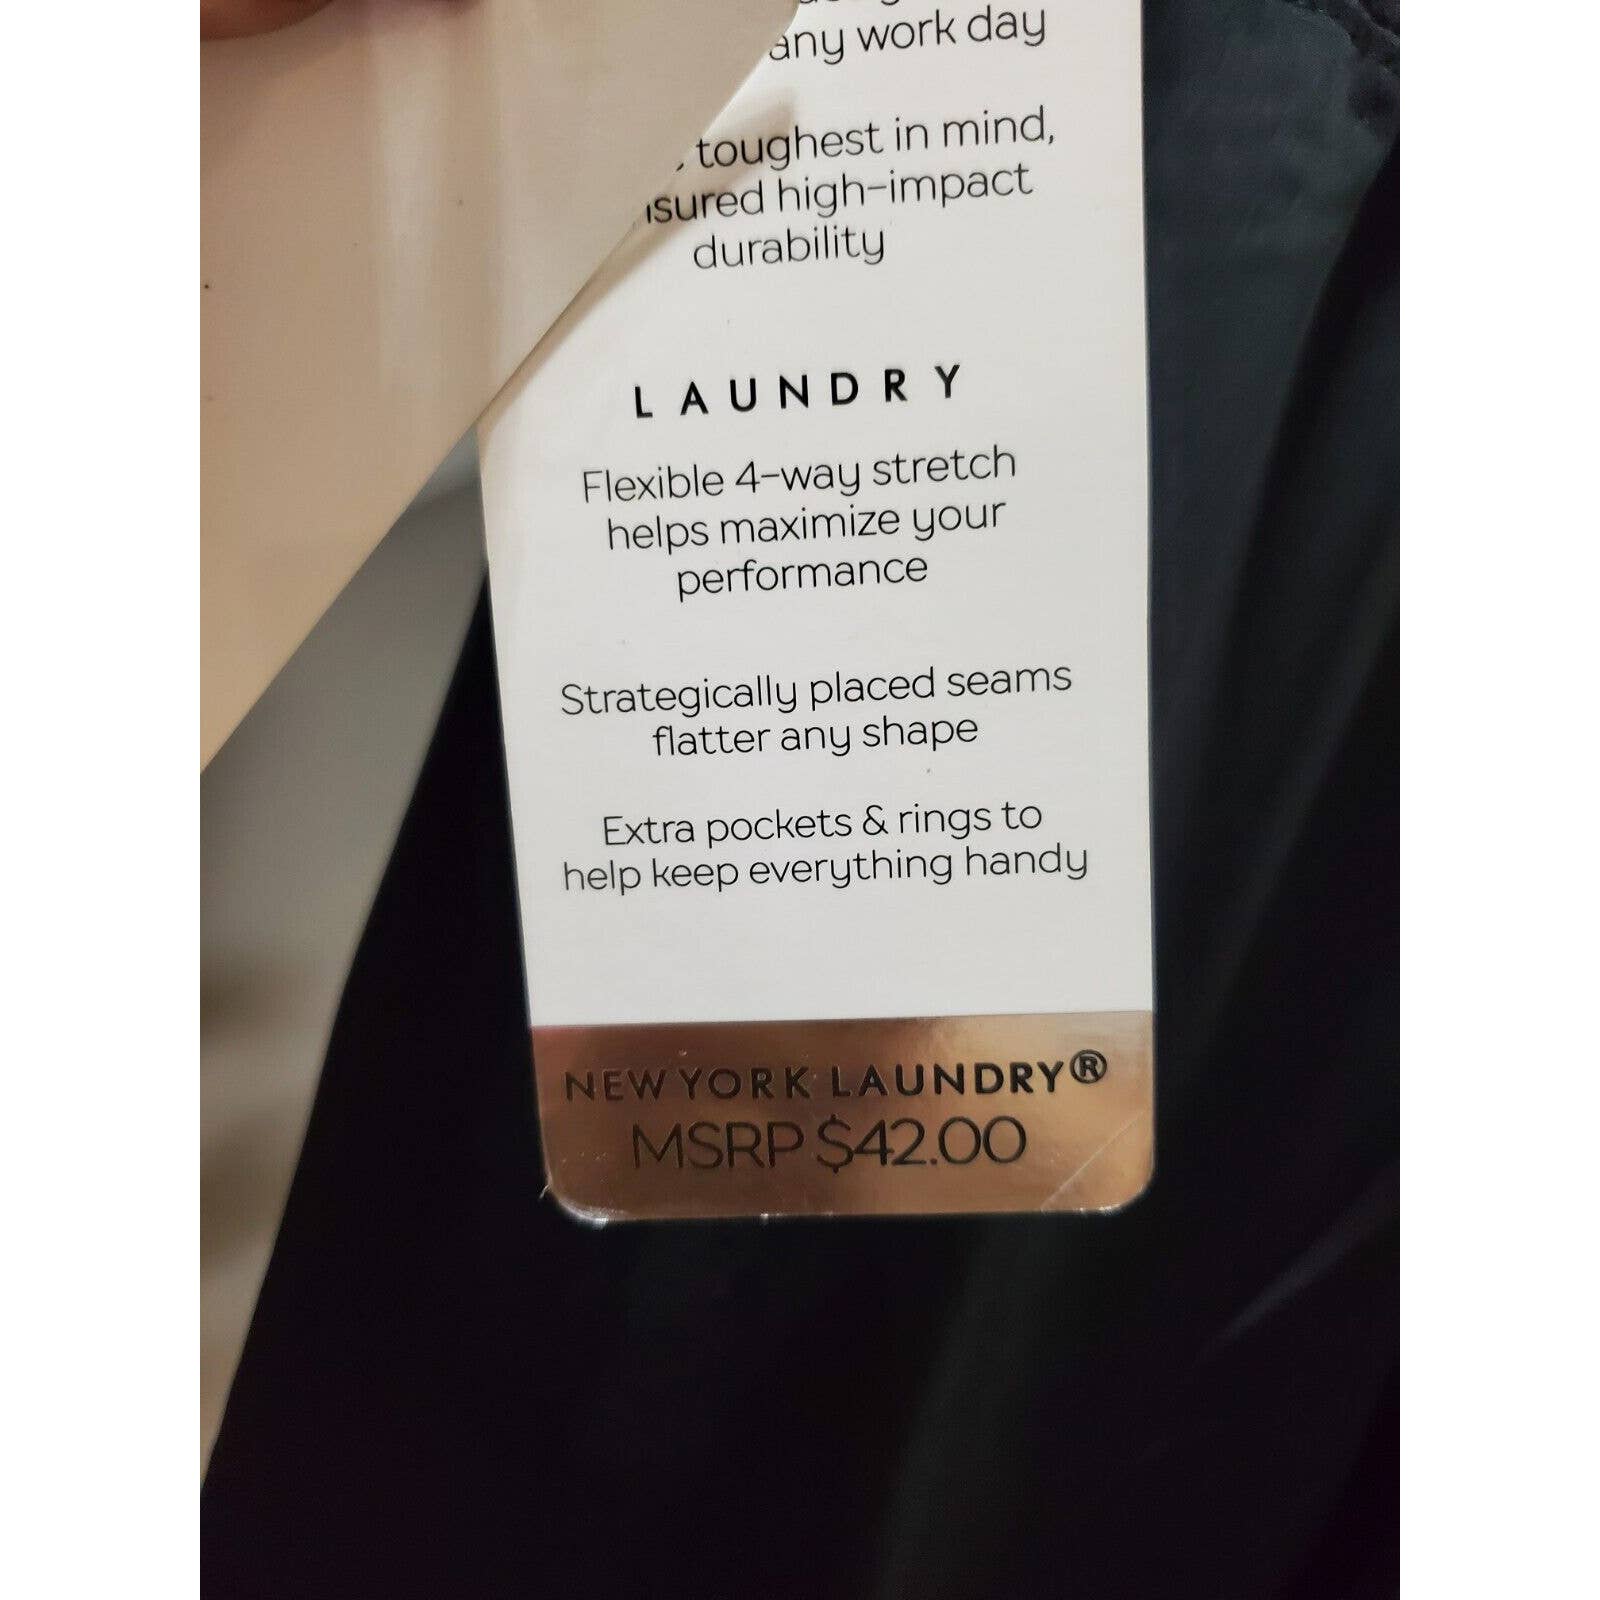 any work day
toughest in mind,
high-impact
durability
LAUNDRY
Flexible 4-way stretch
helps maximize your
performance
Strategically placed seams
flatter any shape
Extra pockets & rings to
help keep everything handy
NEW YORK LAUNDRY®
MSRP $42.00